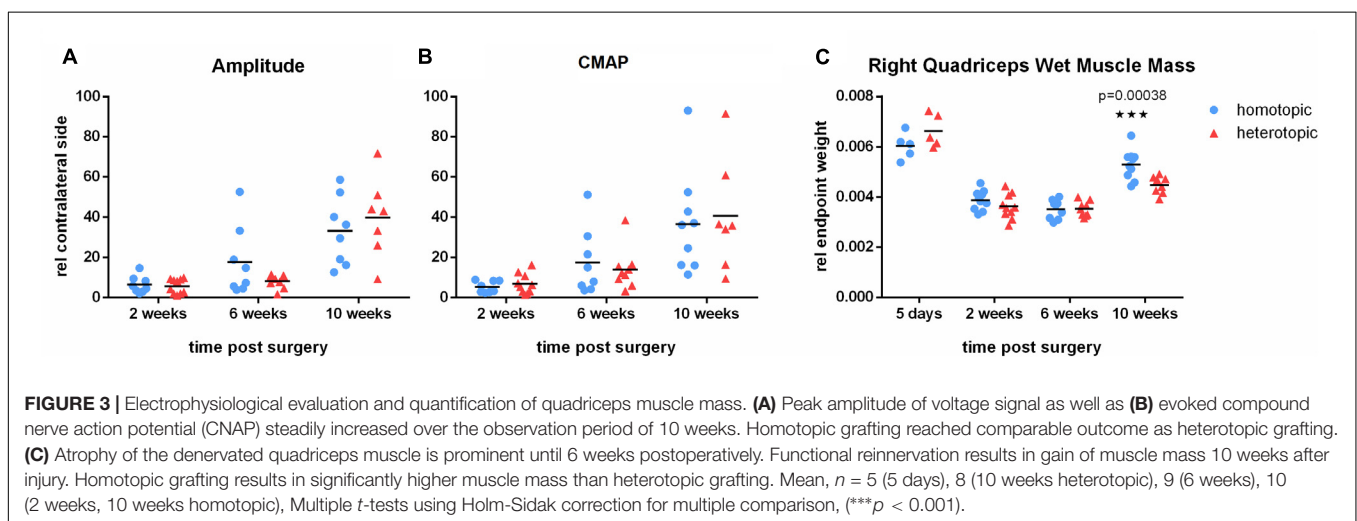 A
Amplitude
rel contralateral side
100
80
60
40
20
0
2 weeks 6 weeks 10 weeks
time post surgery
B
CMAP
100
80
60
40
20
0
2 weeks 6 weeks 10 weeks
time post surgery
C
Right Quadriceps Wet Muscle Mass
rel endpoint weight
0.008
0.006
0.004
0.002
0.000
p=0.00038
★★★
5 days 2 weeks 6 weeks 10 weeks
time post surgery
homotopic
heterotopic
FIGURE 3 | Electrophysiological evaluation and quantification of quadriceps muscle mass. (A) Peak amplitude of voltage signal as well as (B) evoked compound
nerve action potential (CNAP) steadily increased over the observation period of 10 weeks. Homotopic grafting reached comparable outcome as heterotopic grafting.
(C) Atrophy of the denervated quadriceps muscle is prominent until 6 weeks postoperatively. Functional reinnervation results in gain of muscle mass 10 weeks after
injury. Homotopic grafting results in significantly higher muscle mass than heterotopic grafting. Mean, n = 5 (5 days), 8 (10 weeks heterotopic), 9 (6 weeks), 10
(2 weeks, 10 weeks homotopic), Multiple t-tests using Holm-Sidak correction for multiple comparison, (***p < 0.001).